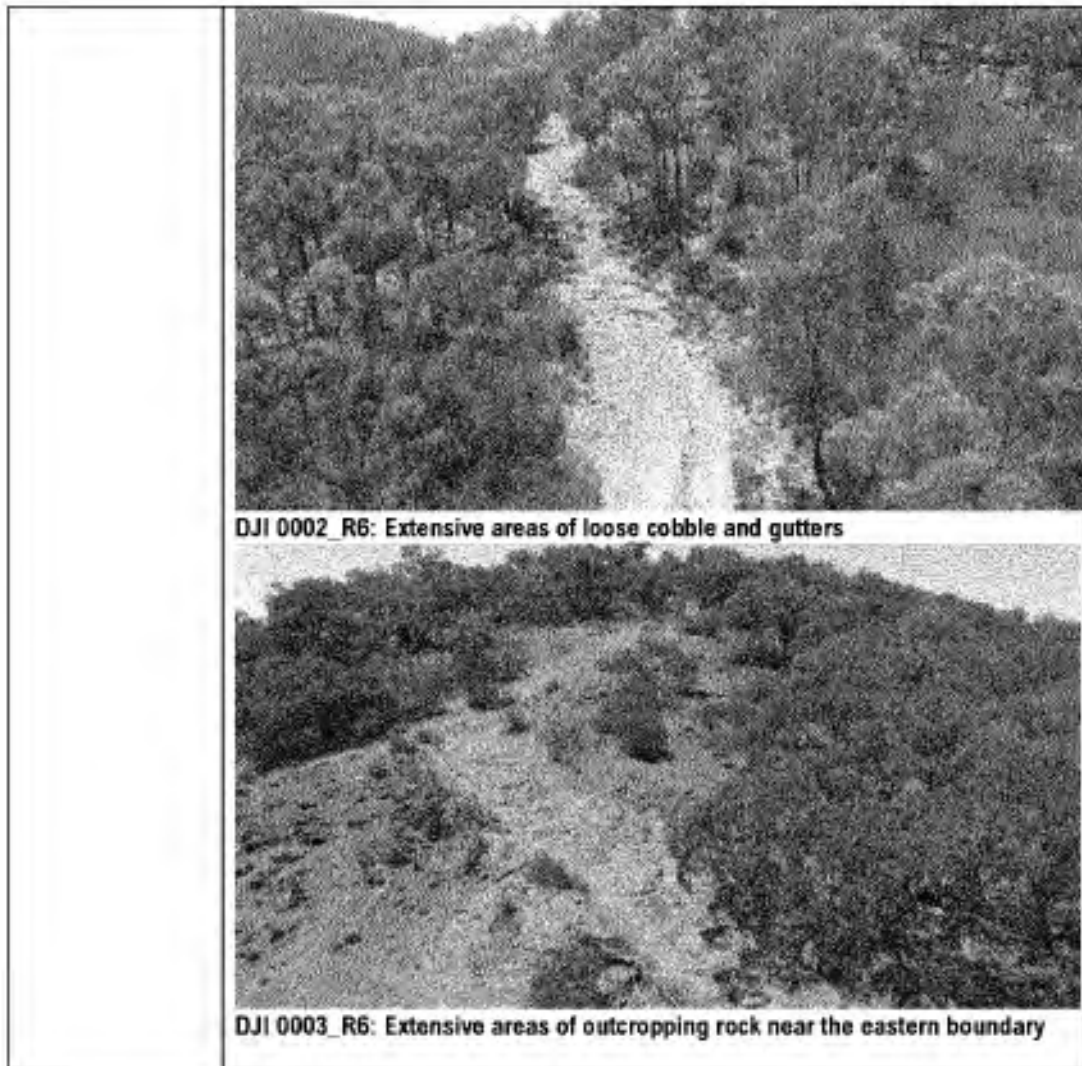 DJI 0002_R6: Extensive areas of loose cobble and gutters
DJI 0003_R6: Extensive areas of outcropping rock near the eastern boundary